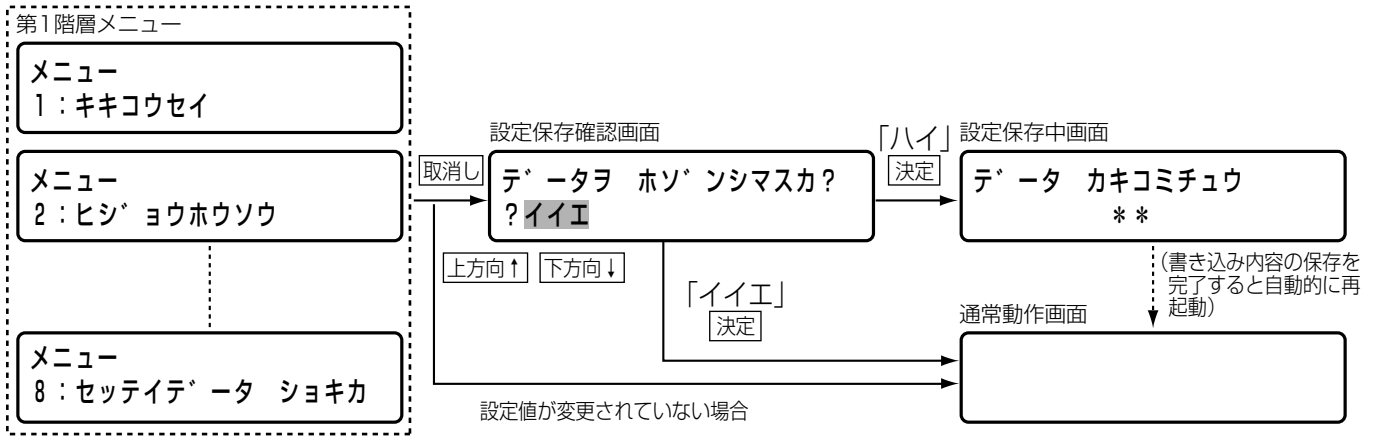 第1階層メニュー
メニュー
1:キキコウセイ
メニュー
2:ヒシ゛ョウホウソウ
メニュー
8:セッテイテ゛ータ ショキカ
取消し
上方向↑ 下方向↓
設定保存確認画面
テ゛ータヲ ホソ゛ンシマスカ?
?イイエ
「ハイ」
決定
設定保存中画面
テ゛ータ カキコミチュウ
**
「イイエ」
決定
(書き込み内容の保存を
完了すると自動的に再
起動)
通常動作画面
設定値が変更されていない場合